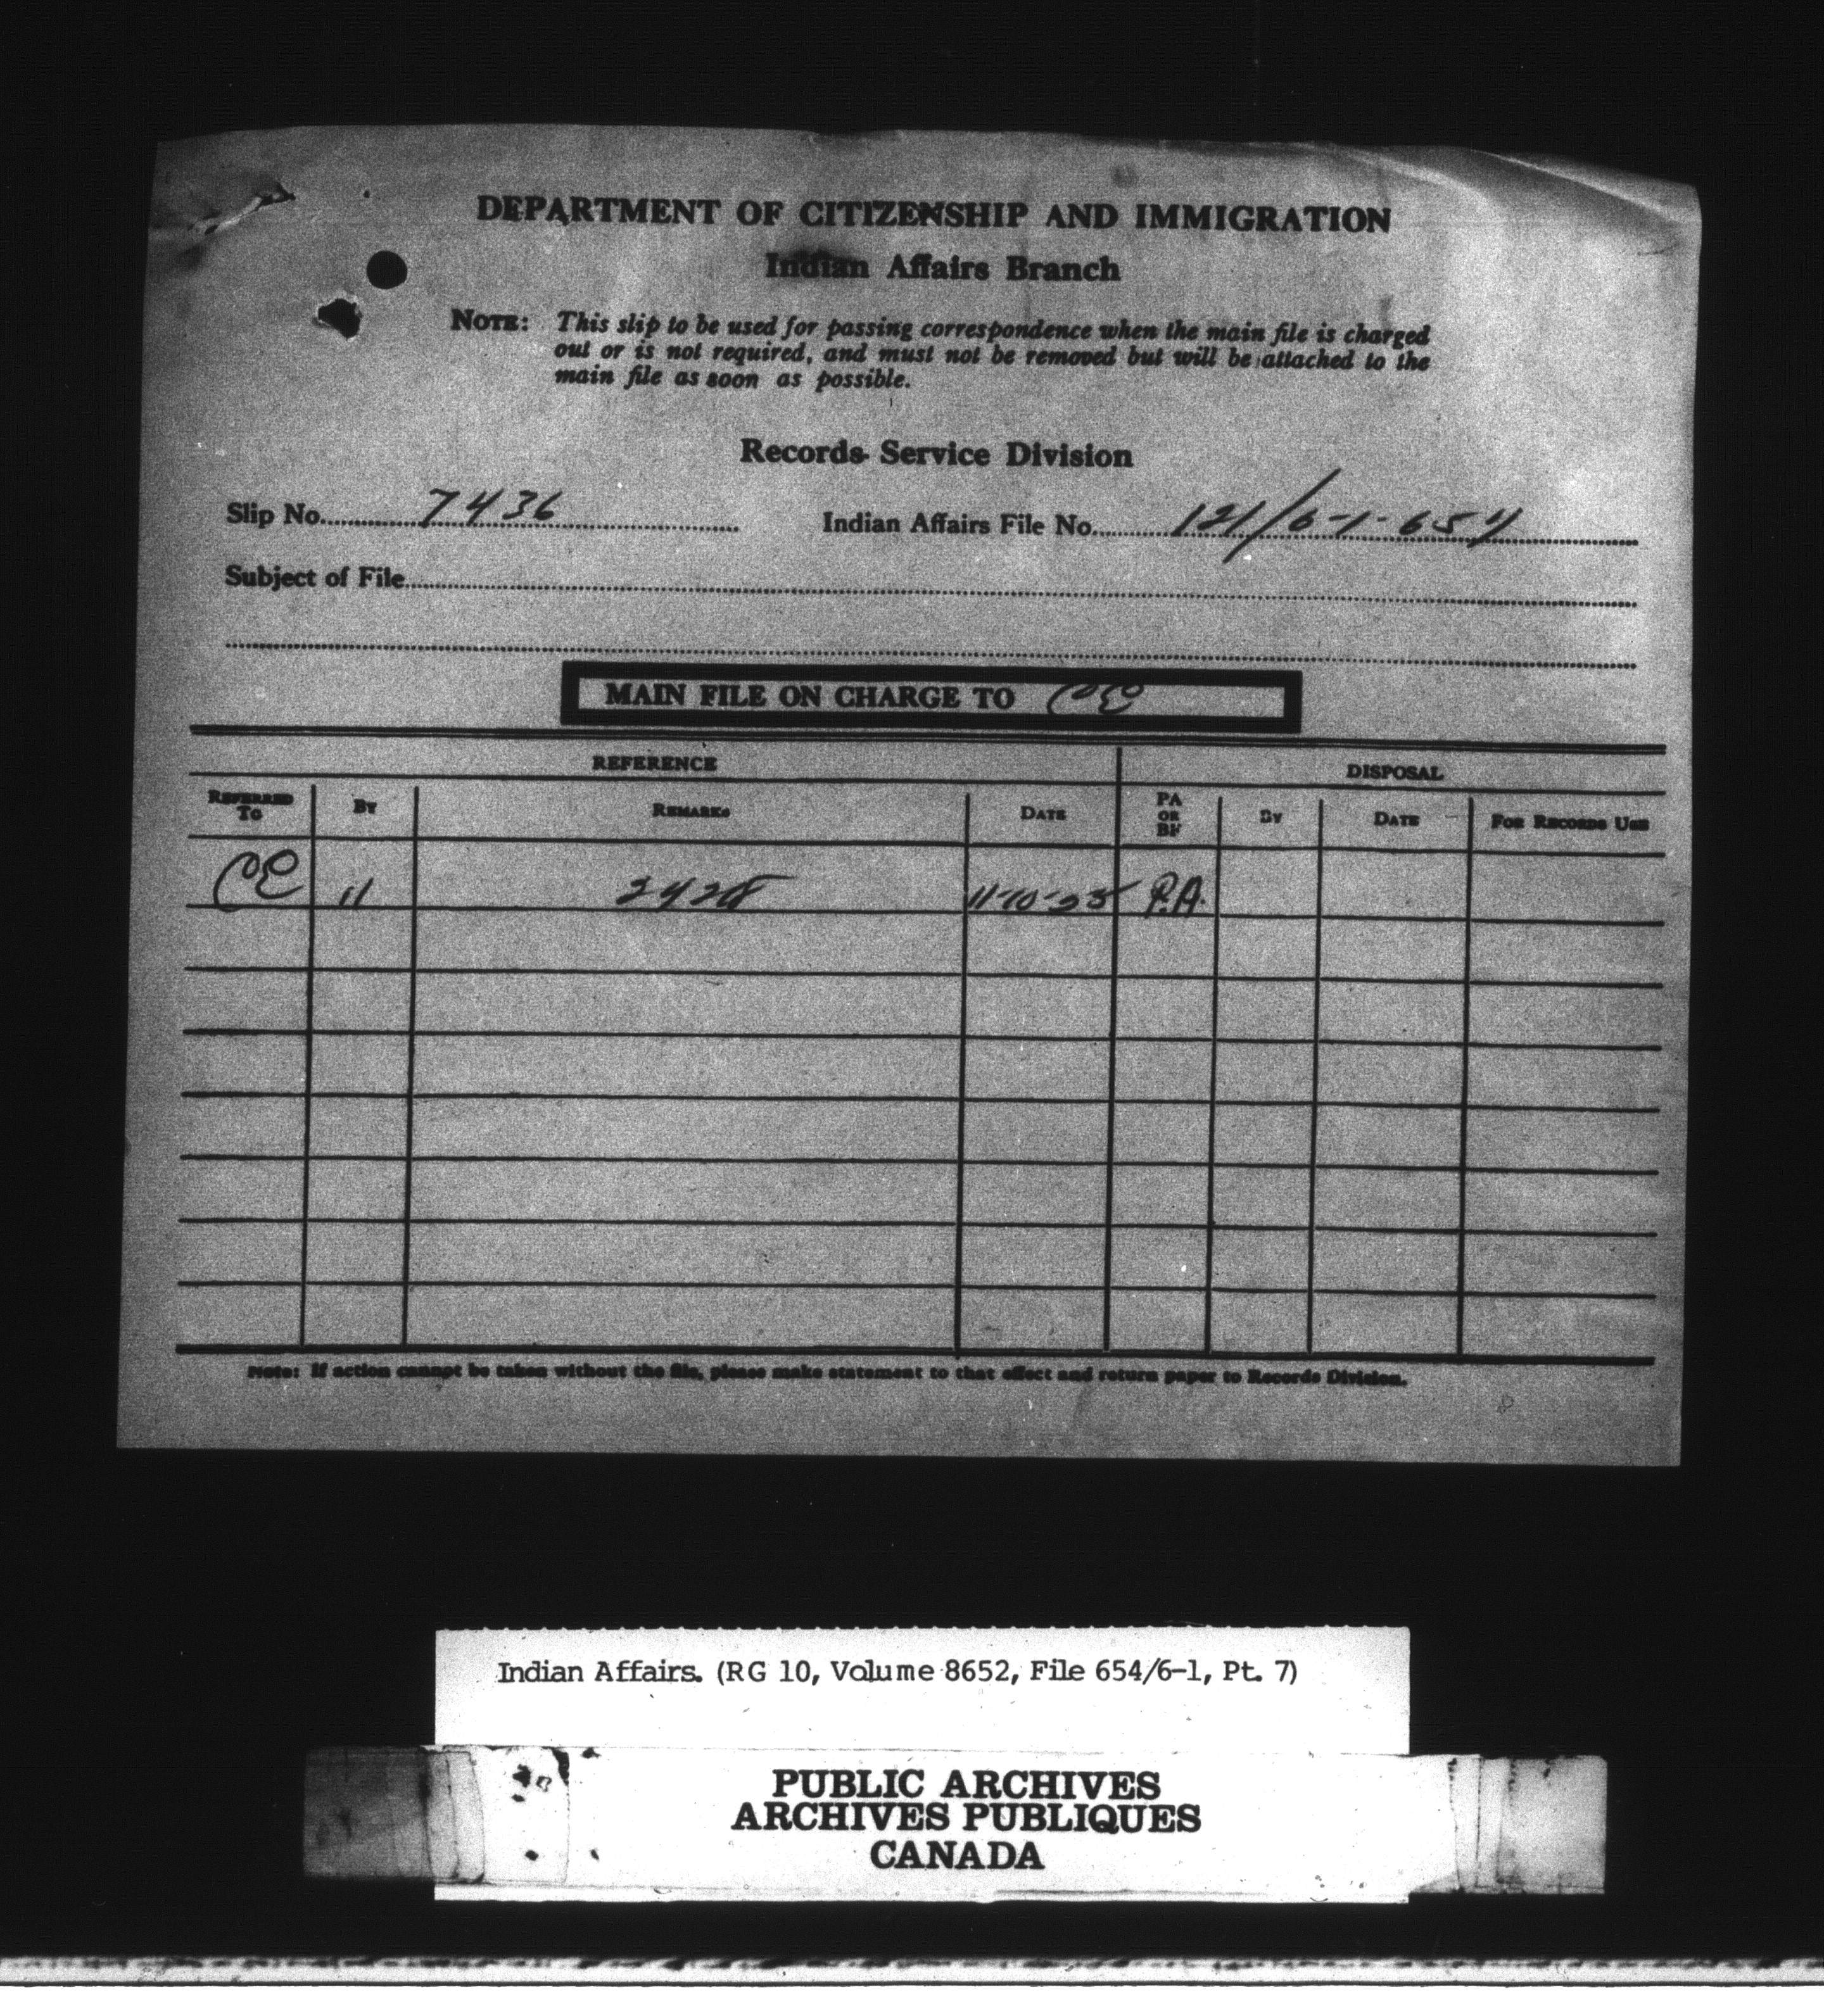 DEPARTMENT OF CITIZENSHIP AND IMMIGRATION
Indian Affairs Branch
NOTE: This slip to be used for passing correspondence when the main file is charged
out or is not required, and must not be removed but will be attached to the
main file as soon as possible.
Records Service Division
Slip No. 7436 Indian Affairs File No. 121/6-1-654
Subject of File
MAIN FILE ON CHARGE TO CE
REFERENCE DISPOSAL
REFERRED TO BY REMARKS DATE PA OR BF BY DATE FOR RECORDS USE
CE 11 P.A.
Note: If action cannot be taken without the file, please make statement to that effect and return paper to Records Division.
Indian Affairs. (RG 10, Volume 8652, File 654/6-1, Pt. 7)
PUBLIC ARCHIVES
ARCHIVES PUBLIQUES
CANADA